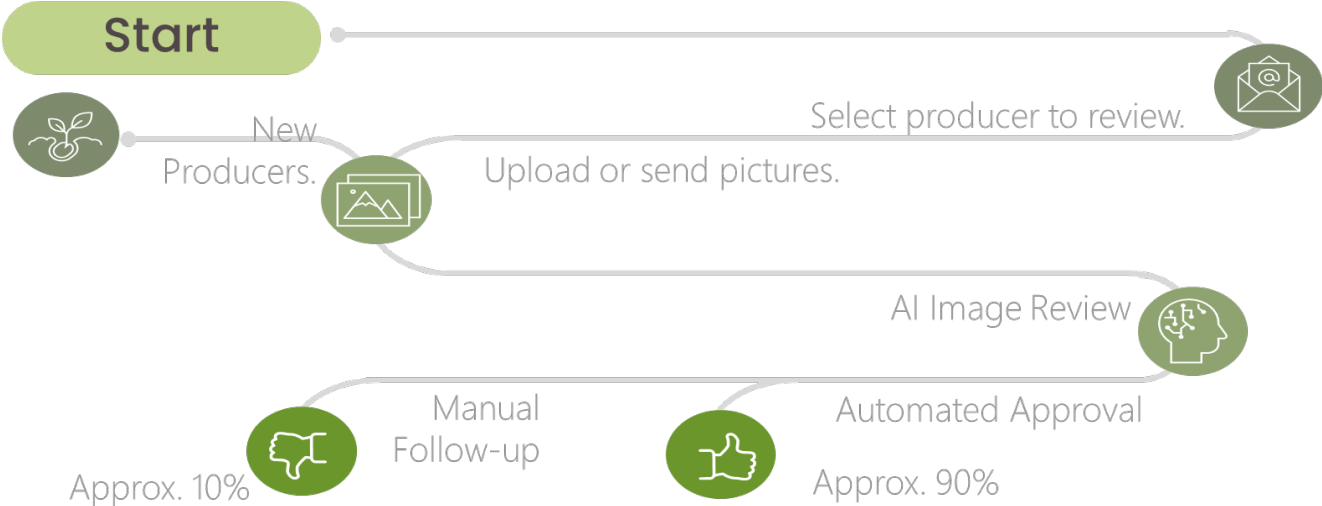 Start
Select producer to review.
New
Producers.
Upload or send pictures.
AI Image Review
Manual
Follow-up
Automated Approval
Approx. 10%
Approx. 90%